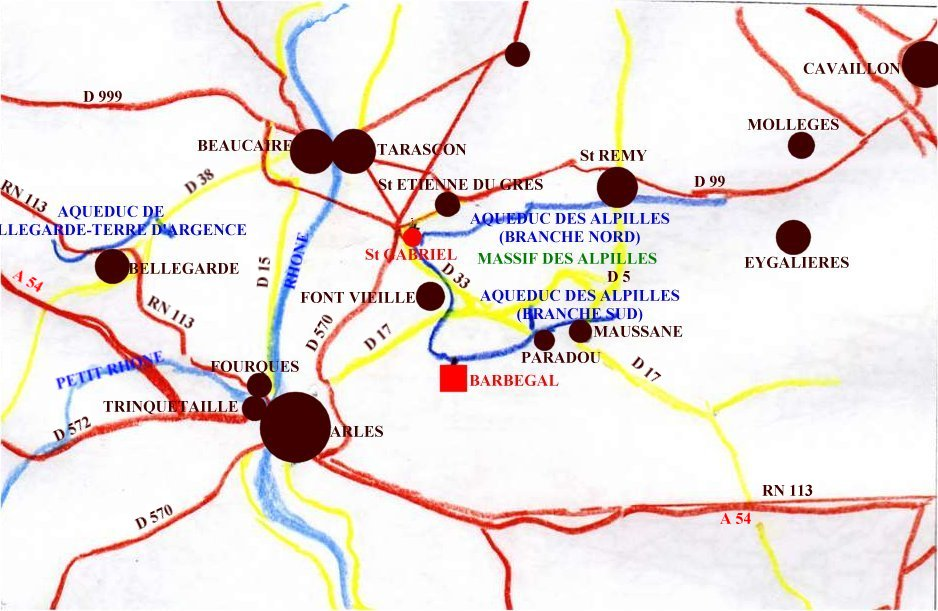 CAVAILLON
D 999
MOLLEGES
BEAUCAIRE
TARASCON
St REMY
D 38
St ETIENNE DU GRES
D 99
RN 113
AQUEDUC DE
LLEGARDE-TERRE D'ARGENCE
AQUEDUC DES ALPILLES
(BRANCHE NORD)
St GABRIEL
MASSIF DES ALPILLES
EYGALIERES
BELLEGARDE
D 15
RHONE
D 33
D 5
A 54
FONT VIEILLE
AQUEDUC DES ALPILLES
(BRANCHE SUD)
RN 113
D 570
D 17
MAUSSANE
PARADOU
PETIT RHONE
FOURQUES
BARBEGAL
D 17
TRINQUETAILLE
D 572
ARLES
RN 113
D 570
A 54